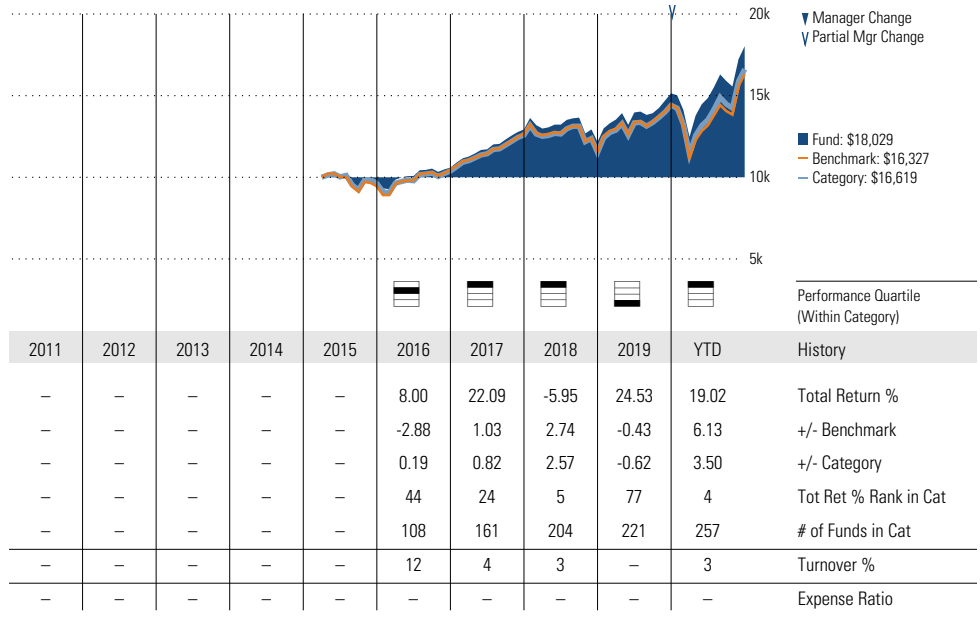 20k
Manager Change
Partial Mgr Change
15k
Fund: $18,029
Benchmark: $16,327
10k
Category: $16,619
5k
Performance Quartile
(Within Category)
2011 2012 2013 2014 2015 2016 2017 2018 2019 YTD History
– – – – – 8.00 22.09 -5.95 24.53 19.02 Total Return %
– – – – – -2.88 1.03 2.74 -0.43 6.13 +/- Benchmark
– – – – – 0.19 0.82 2.57 -0.62 3.50 +/- Category
– – – – – 44 24 5 77 4 Tot Ret % Rank in Cat
– – – – – 108 161 204 221 257 # of Funds in Cat
– – – – – 12 4 3 – 3 Turnover %
– – – – – – – – – – Expense Ratio